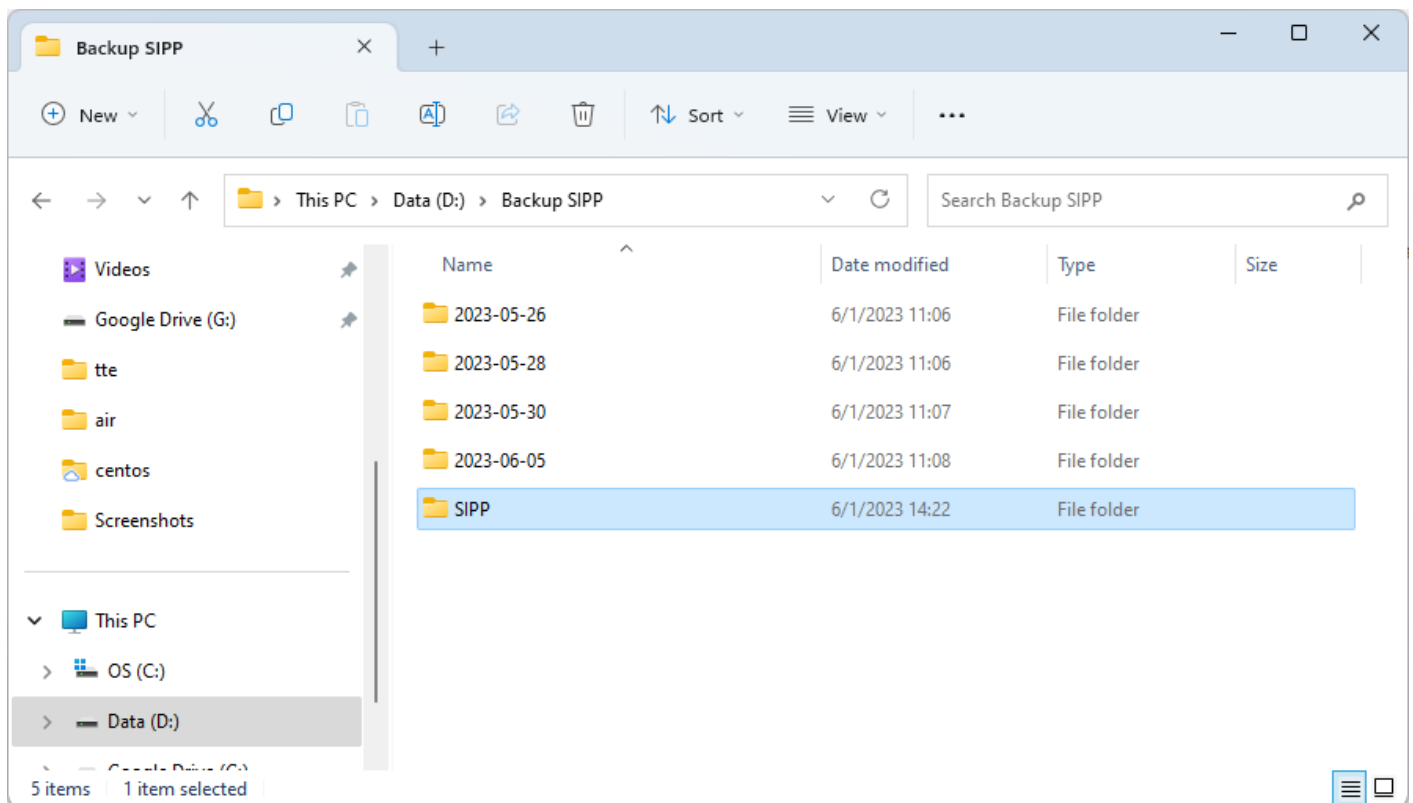 Backup SIPP
New
Sort
View
This PC > Data (D:) > Backup SIPP
Search Backup SIPP
Videos
Google Drive (G:)
tte
air
centos
Screenshots
This PC
OS (C:)
Data (D:)
Name Date modified Type Size
2023-05-26 6/1/2023 11:06 File folder
2023-05-28 6/1/2023 11:06 File folder
2023-05-30 6/1/2023 11:07 File folder
2023-06-05 6/1/2023 11:08 File folder
SIPP 6/1/2023 14:22 File folder
5 items 1 item selected